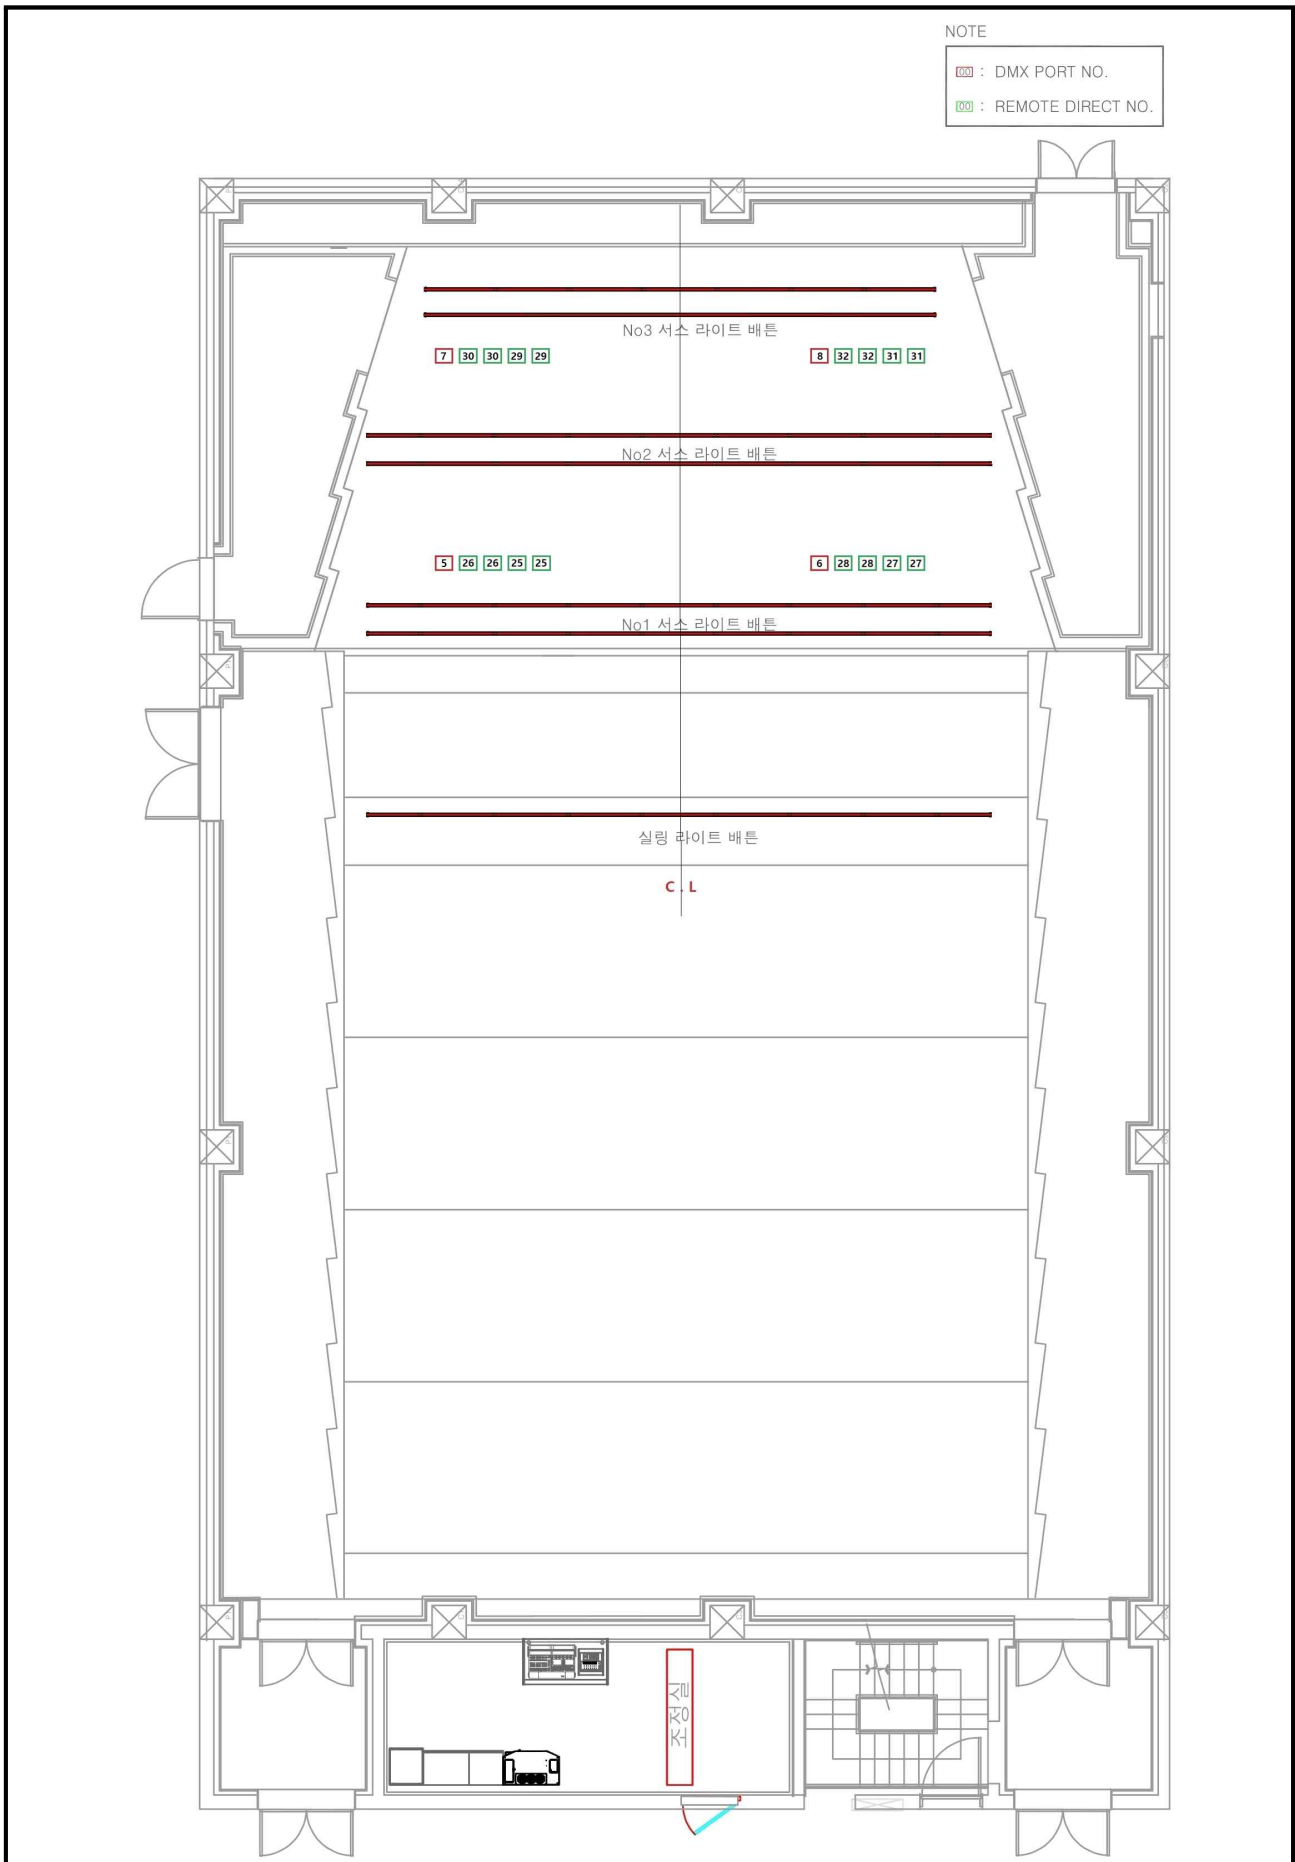 NOTE
00 : DMX PORT NO.
00 : REMOTE DIRECT NO.
No3 서스 라이트 배튼
7 30 30 29 29
8 32 32 31 31
No2 서스 라이트 배튼
5 26 26 25 25
6 28 28 27 27
No1 서스 라이트 배튼
실링 라이트 배튼
C.L
조정실